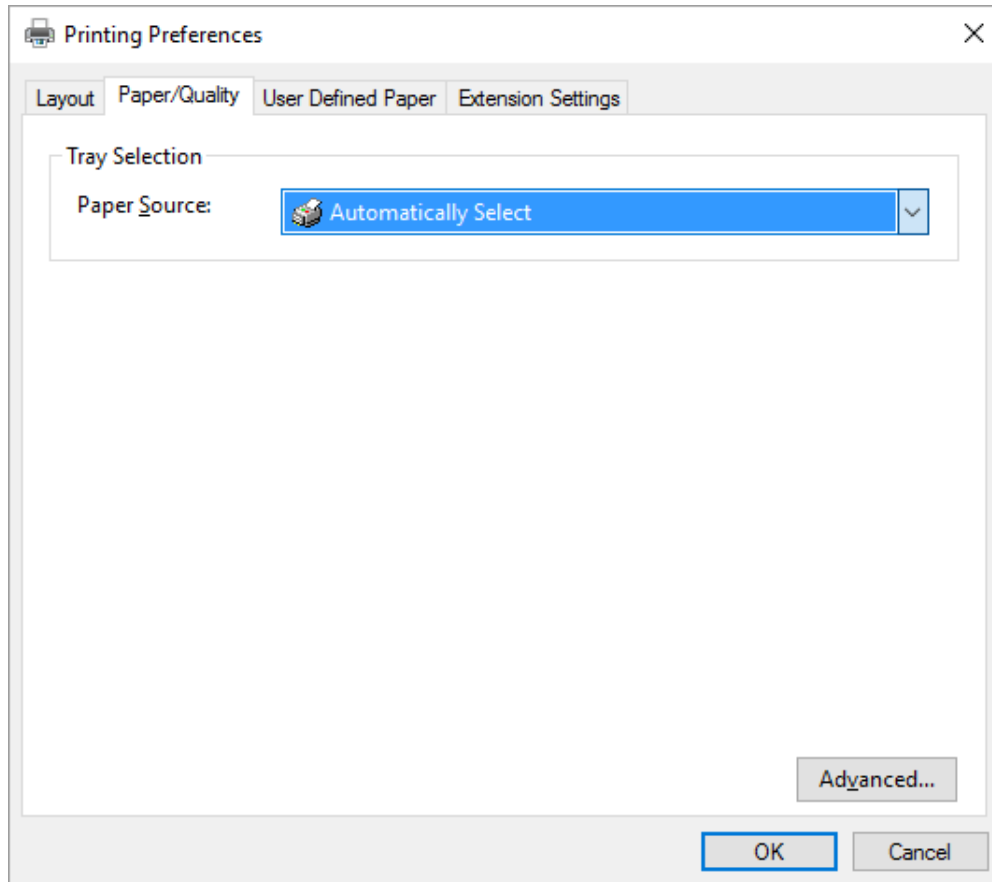 Printing Preferences
Layout Paper/Quality User Defined Paper Extension Settings
Tray Selection
Paper Source: Automatically Select
Advanced...
OK Cancel